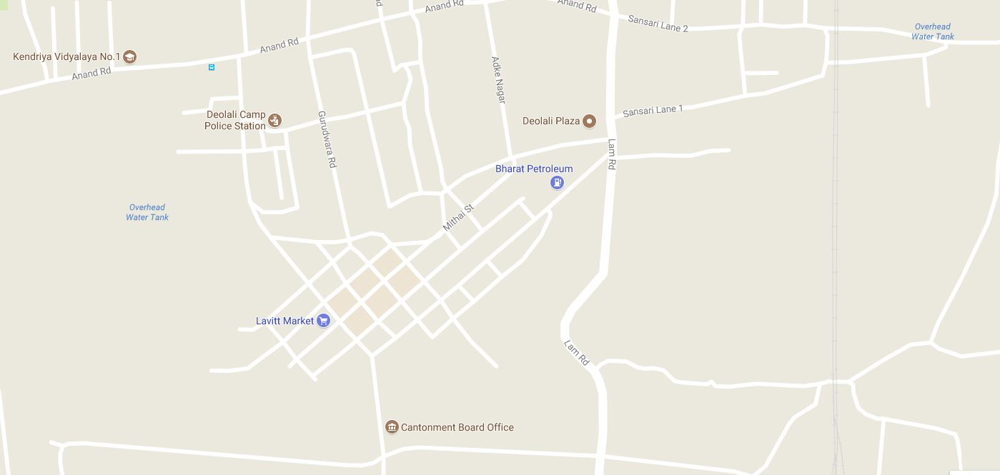 Anand Rd
Anand Rd
Sansari Lane 2
Overhead
Water Tank
Anand Rd
Kendriya Vidyalaya No.1
Anand Rd
Adke Nagar
Sansari Lane 1
Deolali Camp
Police Station
Deolali Plaza
Gurudwara Rd
Lam Rd
Bharat Petroleum
Overhead
Water Tank
Mithai St
Lavitt Market
Lam Rd
Cantonment Board Office